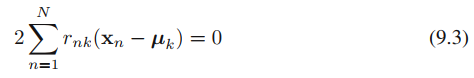 2 \sum_{n=1}^{N} r_{nk}(\mathbf{x}_n - \boldsymbol{\mu}_k) = 0 (9.3)